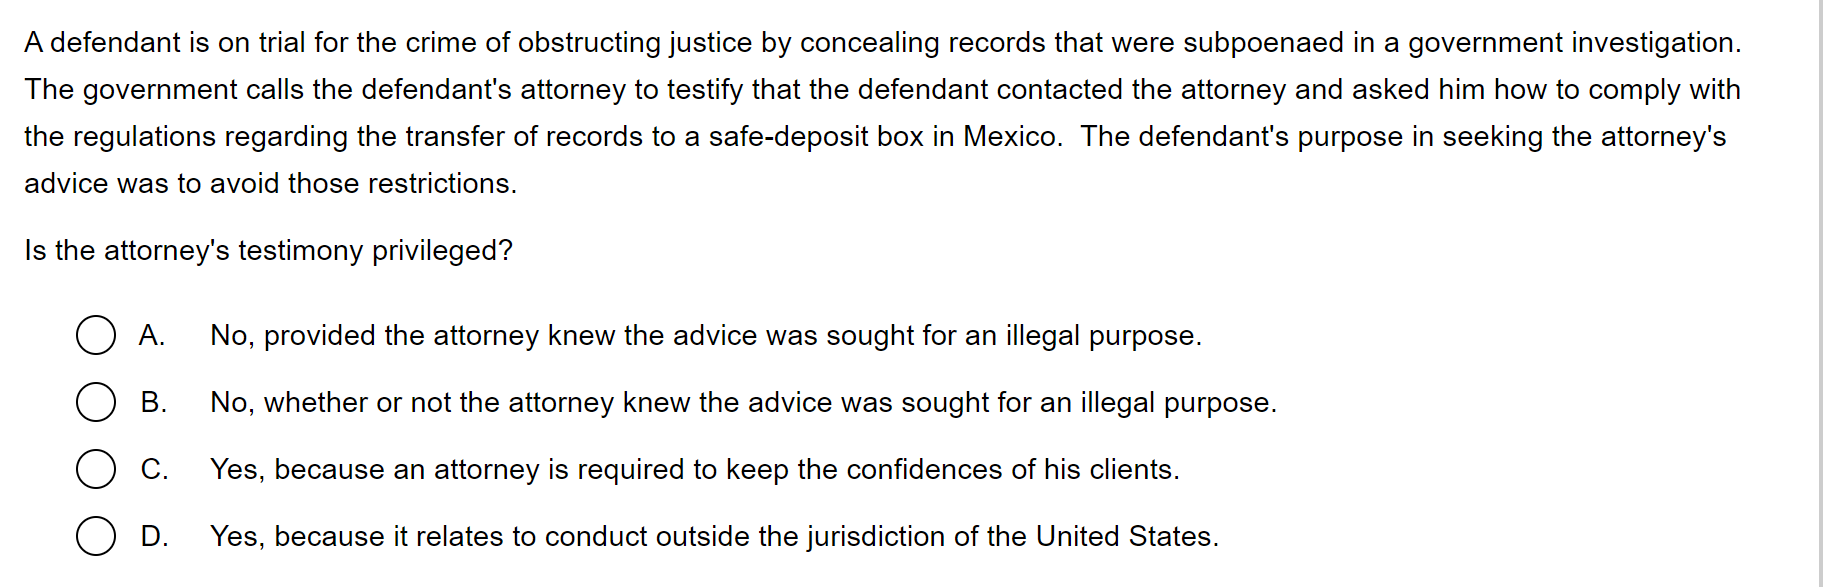 A defendant is on trial for the crime of obstructing justice by concealing records that were subpoenaed in a government investigation.
The government calls the defendant's attorney to testify that the defendant contacted the attorney and asked him how to comply with
the regulations regarding the transfer of records to a safe-deposit box in Mexico.  The defendant's purpose in seeking the attorney's
advice was to avoid those restrictions.
Is the attorney's testimony privileged?
A. No, provided the attorney knew the advice was sought for an illegal purpose.
B. No, whether or not the attorney knew the advice was sought for an illegal purpose.
C. Yes, because an attorney is required to keep the confidences of his clients.
D. Yes, because it relates to conduct outside the jurisdiction of the United States.